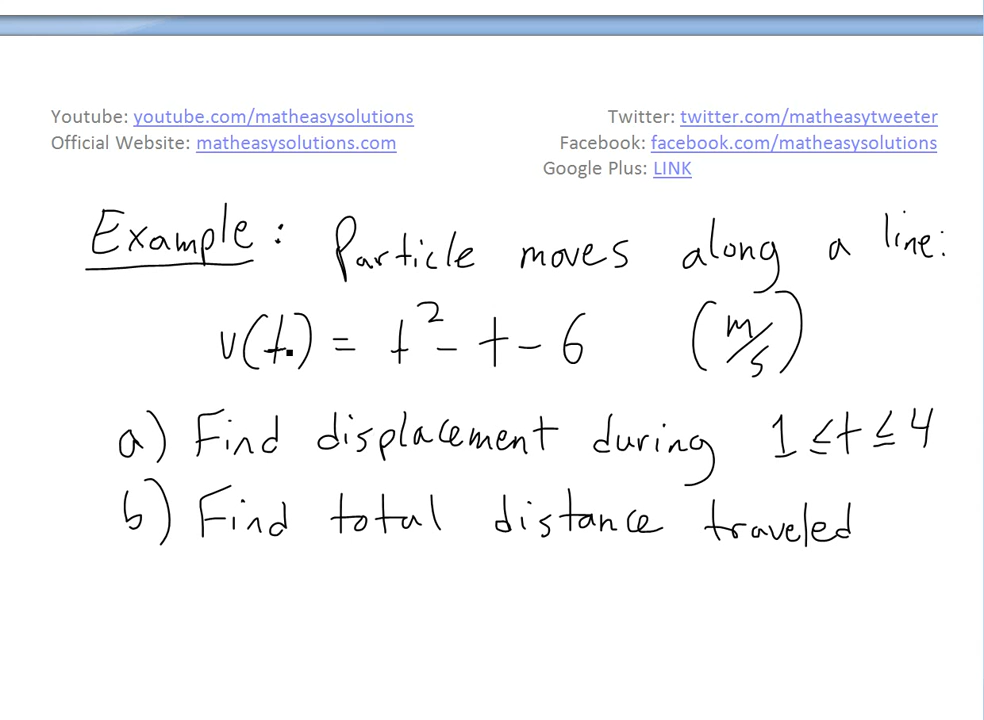 Youtube: youtube.com/matheasysolutions
Official Website: matheasysolutions.com
Twitter: twitter.com/matheasytweeter
Facebook: facebook.com/matheasysolutions
Google Plus: LINK
Example: Particle moves along a line:
v(t) = t² - t - 6 (m/s)
a) Find displacement during 1 ≤ t ≤ 4
b) Find total distance traveled